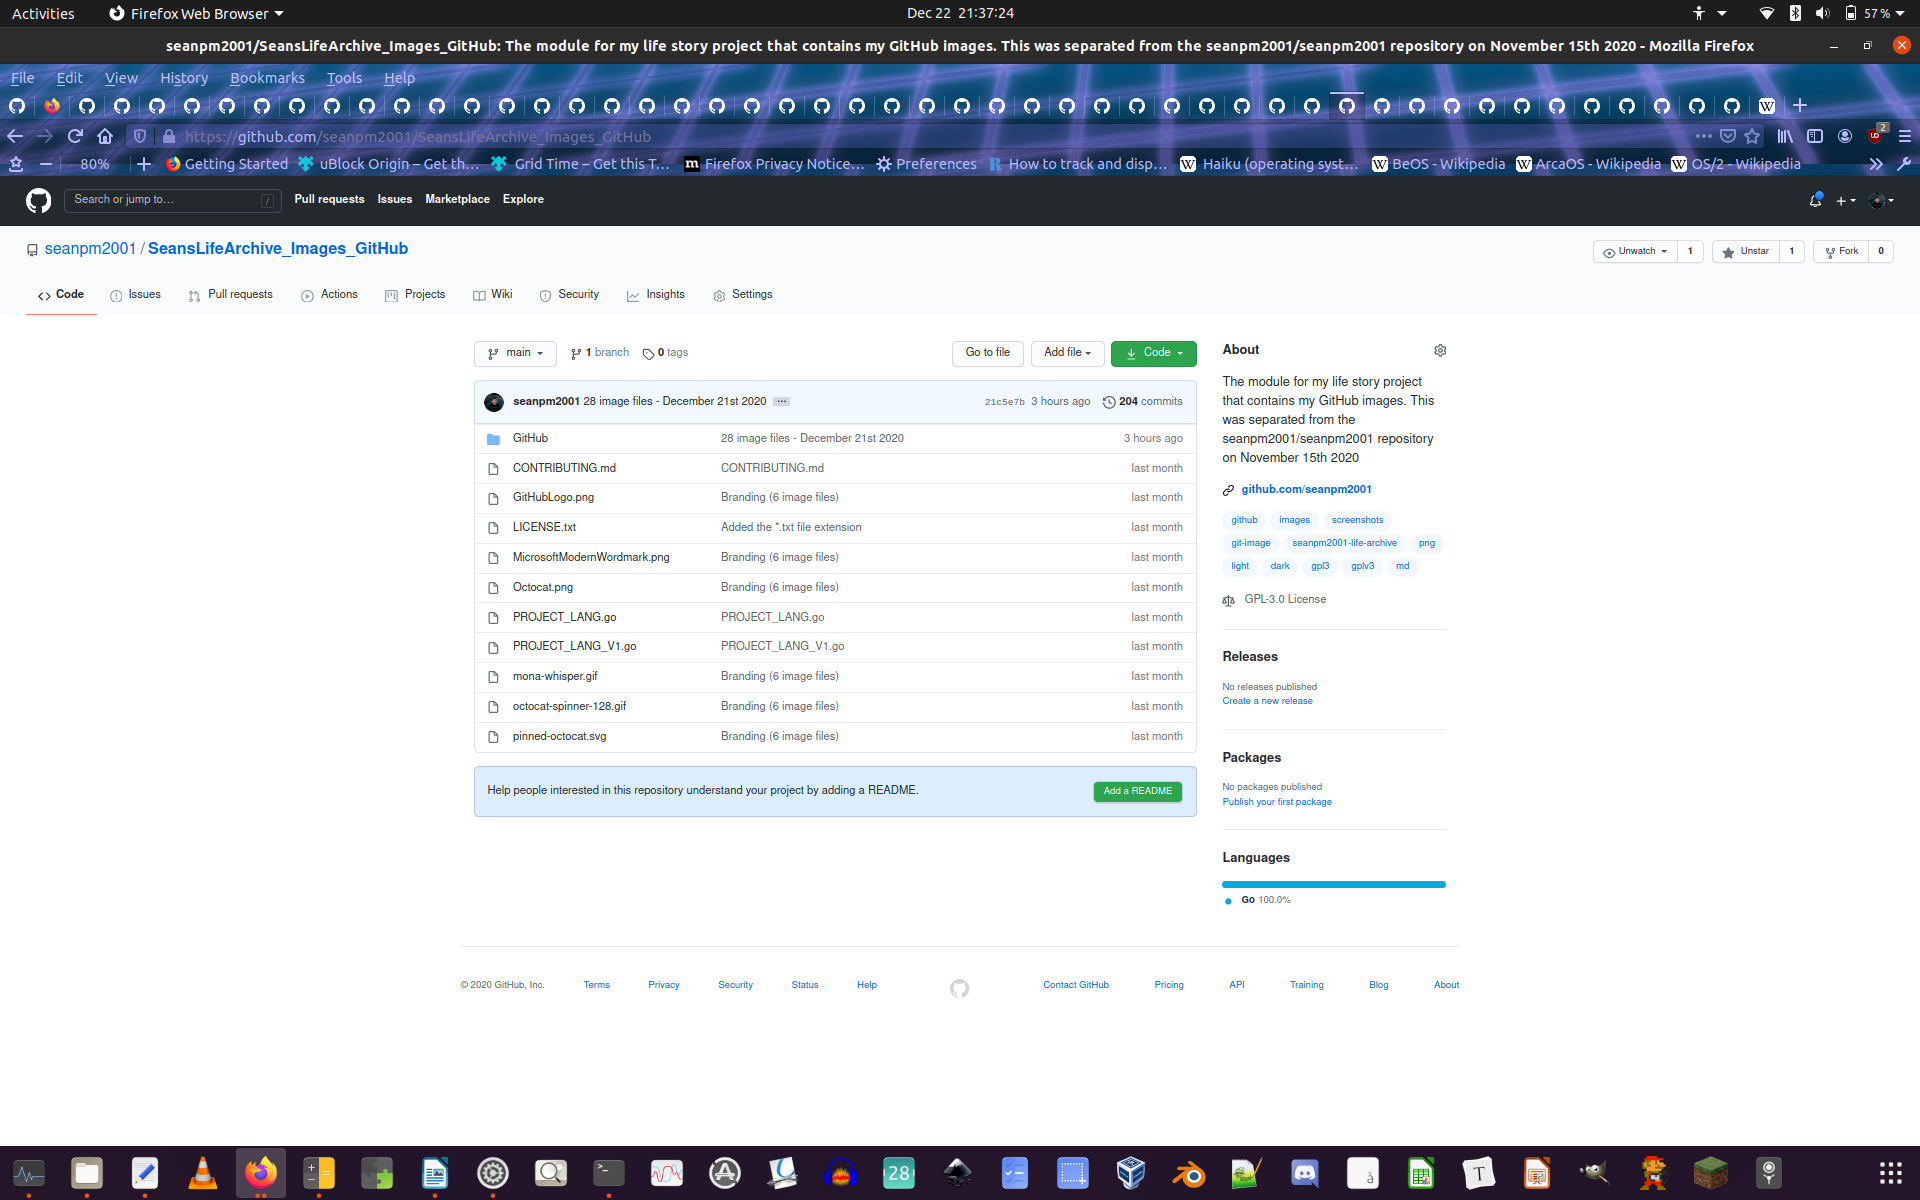 Activities
Firefox Web Browser
Dec 22 21:37:24
57 %
seanpm2001/SeansLifeArchive_Images_GitHub: The module for my life story project that contains my GitHub images. This was separated from the seanpm2001/seanpm2001 repository on November 15th 2020 - Mozilla Firefox
File Edit View History Bookmarks Tools Help
https://github.com/seanpm2001/SeansLifeArchive_Images_GitHub
2
80%
Getting Started
uBlock Origin – Get th…
Grid Time – Get this T…
Firefox Privacy Notice…
Preferences
How to track and disp…
Haiku (operating syst…
BeOS - Wikipedia
ArcaOS - Wikipedia
OS/2 - Wikipedia
Search or jump to… /
Pull requests Issues Marketplace Explore
seanpm2001 / SeansLifeArchive_Images_GitHub
Unwatch 1
Unstar 1
Fork 0
Code Issues Pull requests Actions Projects Wiki Security Insights Settings
main 1 branch 0 tags Go to file Add file Code
seanpm2001 28 image files - December 21st 2020 ··· 21c5e7b 3 hours ago 204 commits
GitHub 28 image files - December 21st 2020 3 hours ago
CONTRIBUTING.md CONTRIBUTING.md last month
GitHubLogo.png Branding (6 image files) last month
LICENSE.txt Added the *.txt file extension last month
MicrosoftModernWordmark.png Branding (6 image files) last month
Octocat.png Branding (6 image files) last month
PROJECT_LANG.go PROJECT_LANG.go last month
PROJECT_LANG_V1.go PROJECT_LANG_V1.go last month
mona-whisper.gif Branding (6 image files) last month
octocat-spinner-128.gif Branding (6 image files) last month
pinned-octocat.svg Branding (6 image files) last month
Help people interested in this repository understand your project by adding a README. Add a README
About
The module for my life story project
that contains my GitHub images. This
was separated from the
seanpm2001/seanpm2001 repository
on November 15th 2020
github.com/seanpm2001
github images screenshots
git-image seanpm2001-life-archive png
light dark gpl3 gplv3 md
GPL-3.0 License
Releases
No releases published
Create a new release
Packages
No packages published
Publish your first package
Languages
Go 100.0%
© 2020 GitHub, Inc. Terms Privacy Security Status Help Contact GitHub Pricing API Training Blog About
28